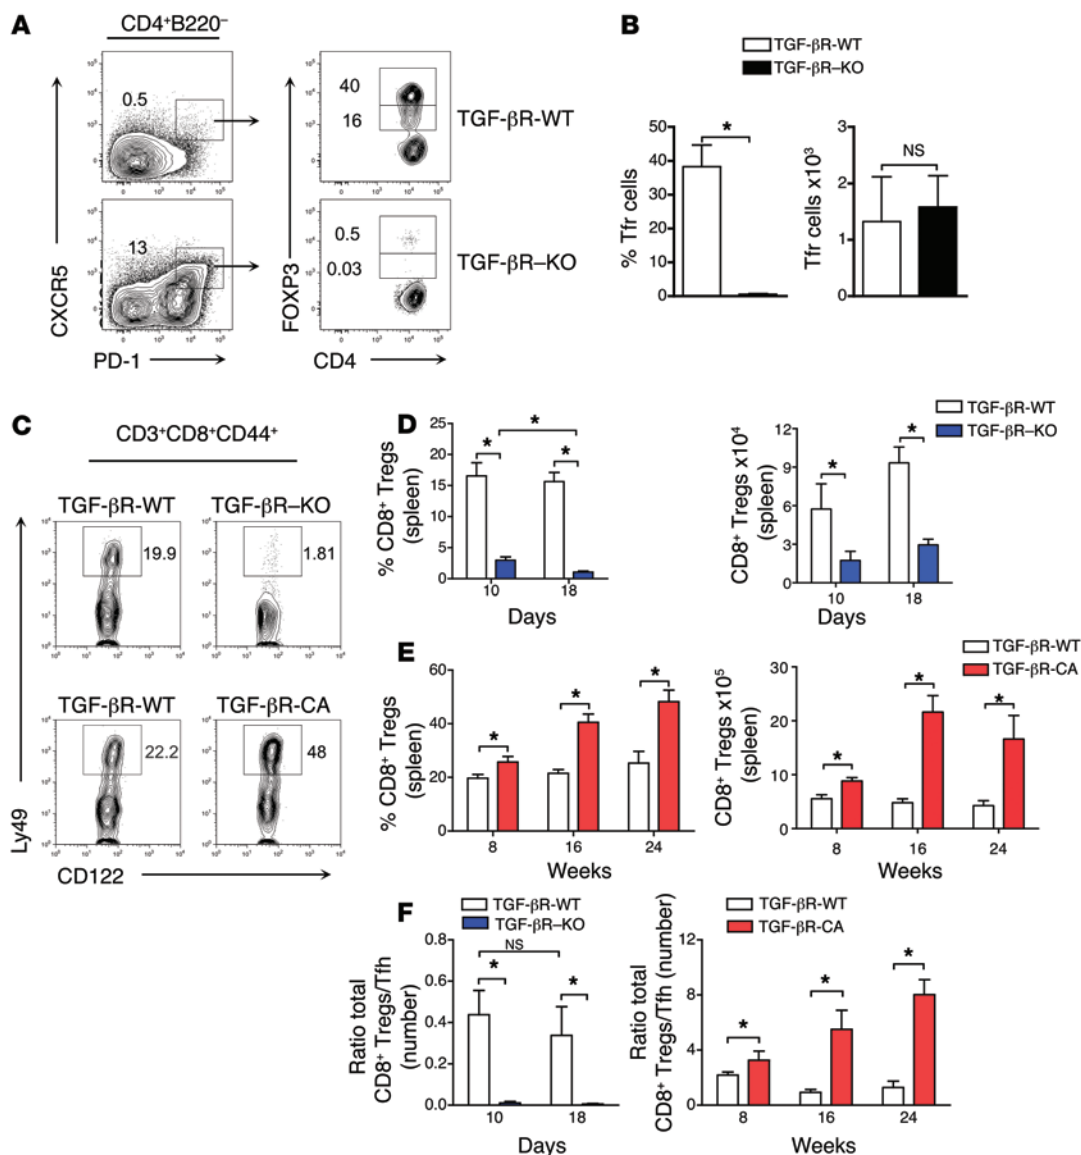 A
CD4⁺B220⁻
CXCR5
0.5
13
PD-1
FOXP3
40
16
TGF-βR-WT
0.5
0.03
TGF-βR–KO
CD4
B
TGF-βR-WT
TGF-βR–KO
% Tfr cells
50
40
30
20
10
0
*
Tfr cells x10³
3
2
1
0
NS
C
CD3⁺CD8⁺CD44⁺
TGF-βR-WT
TGF-βR–KO
19.9
1.81
TGF-βR-WT
TGF-βR-CA
22.2
48
Ly49
CD122
D
% CD8⁺ Tregs
(spleen)
25
20
15
10
5
0
*
*
*
10
18
Days
TGF-βR-WT
TGF-βR–KO
CD8⁺ Tregs x10⁴
(spleen)
12
9
6
3
0
*
*
10
18
Days
E
% CD8⁺ Tregs
(spleen)
60
40
20
0
*
*
*
8
16
24
Weeks
TGF-βR-WT
TGF-βR-CA
CD8⁺ Tregs x10⁵
(spleen)
30
20
10
0
*
*
*
8
16
24
Weeks
F
TGF-βR-WT
TGF-βR–KO
Ratio total
CD8⁺ Tregs/Tfh
(number)
0.8
0.6
0.4
0.2
0.0
NS
*
*
10
18
Days
TGF-βR-WT
TGF-βR-CA
Ratio total
CD8⁺ Tregs/Tfh (number)
12
8
4
0
*
*
*
8
16
24
Weeks